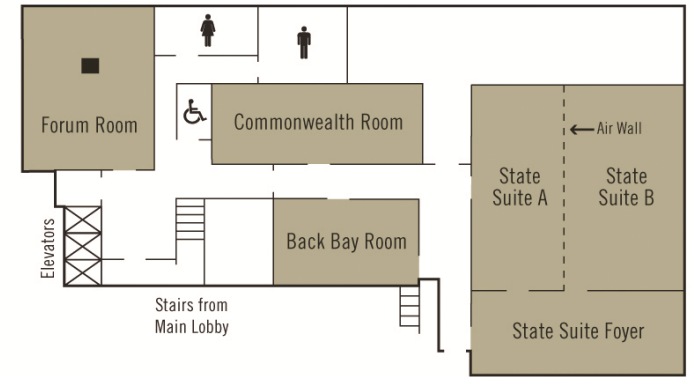 Forum Room
Commonwealth Room
Air Wall
State
Suite A
State
Suite B
Elevators
Back Bay Room
Stairs from
Main Lobby
State Suite Foyer